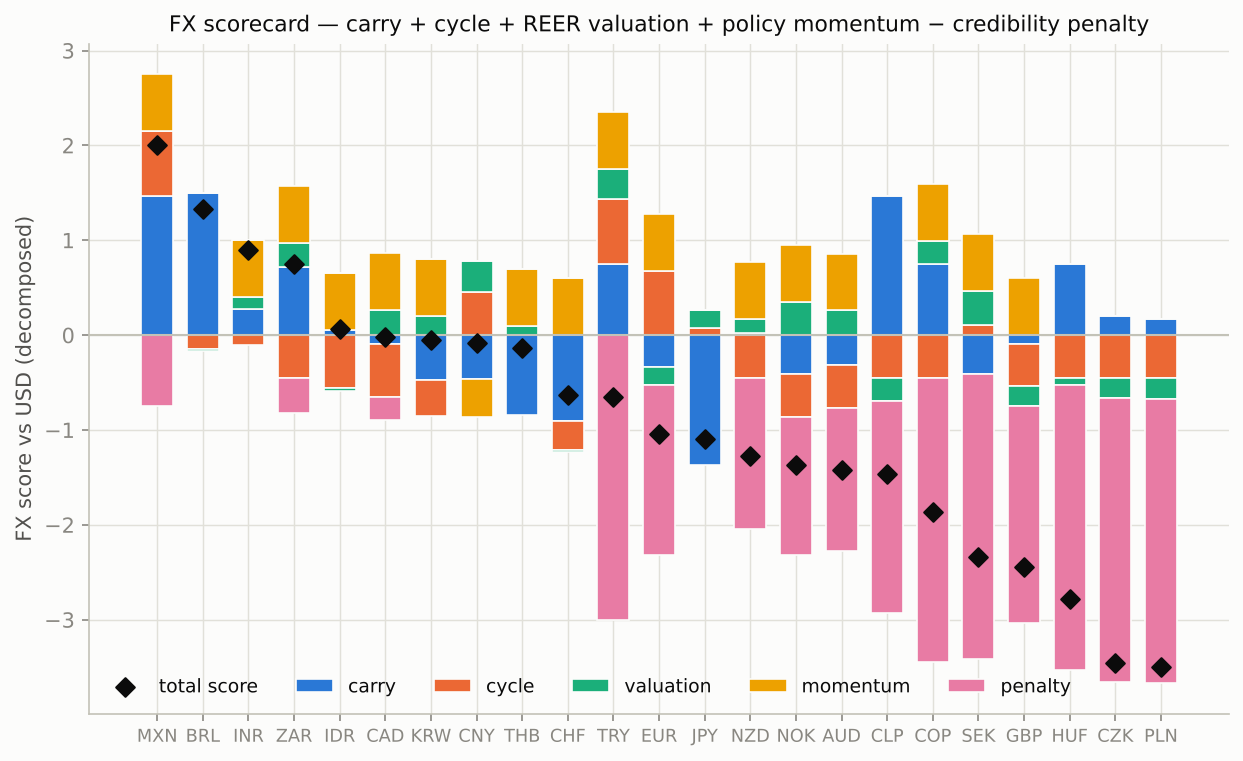 FX scorecard — carry + cycle + REER valuation + policy momentum − credibility penalty
FX score vs USD (decomposed)
3
2
1
0
−1
−2
−3
total score carry cycle valuation momentum penalty
MXN BRL INR ZAR IDR CAD KRW CNY THB CHF TRY EUR JPY NZD NOK AUD CLP COP SEK GBP HUF CZK PLN